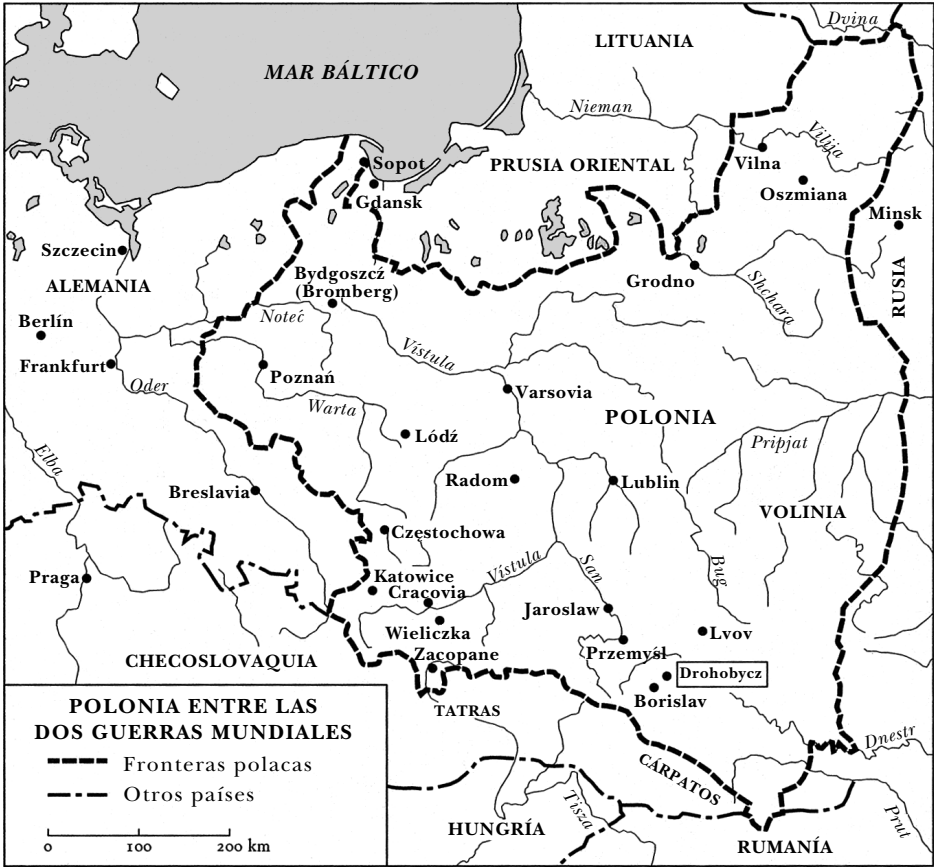 Dvina
LITUANIA
MAR BÁLTICO
Nieman
Vilija
Sopot
PRUSIA ORIENTAL
Vilna
Oszmiana
Gdansk
Minsk
Szczecin
ALEMANIA
Bydgoszcź
(Bromberg)
Grodno
Shchara
RUSIA
Noteć
Berlín
Vístula
Frankfurt
Oder
Poznań
Varsovia
Warta
POLONIA
Lódź
Pripjat
Elba
Breslavia
Radom
Lublin
VOLINIA
Częstochowa
Praga
Katowice
Vístula
San
Bug
Cracovia
Jaroslaw
Wieliczka
Lvov
Przemyśl
CHECOSLOVAQUIA
Zacopane
Drohobycz
Borislav
TATRAS
Dnestr
CÁRPATOS
POLONIA ENTRE LAS
DOS GUERRAS MUNDIALES
Fronteras polacas
Otros países
0 100 200 km
HUNGRÍA
Tisza
RUMANÍA
Prut